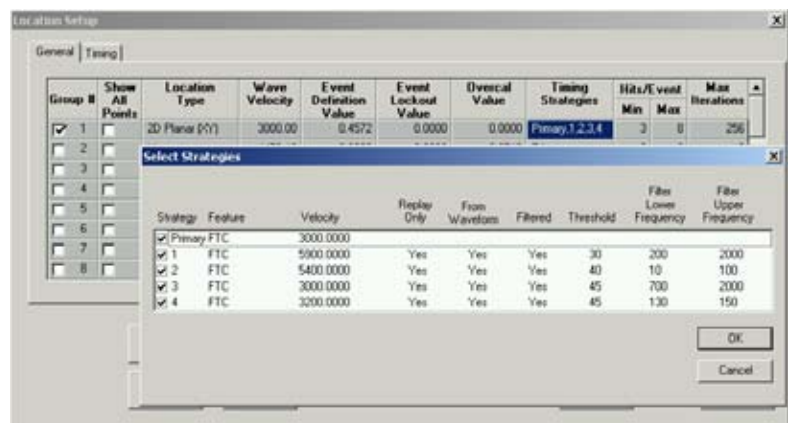 Location Setup
General Timing
Group # Show All Points Location Type Wave Velocity Event Definition Value Event Lockout Value Overcal Value Timing Strategies Hits/Event Min Max Max Iterations
1 2D Planar (XY) 3000.00 0.4572 0.0000 0.0000 Primary,1,2,3,4 3 8 256
2
3
4
5
6
7
8
Select Strategies
Strategy Feature Velocity Replay Only From Waveform Filtered Threshold Filter Lower Frequency Filter Upper Frequency
Primary FTC 3000.0000
1 FTC 5900.0000 Yes Yes Yes 30 200 2000
2 FTC 5400.0000 Yes Yes Yes 40 10 100
3 FTC 3000.0000 Yes Yes Yes 45 700 2000
4 FTC 3200.0000 Yes Yes Yes 45 130 150
OK
Cancel